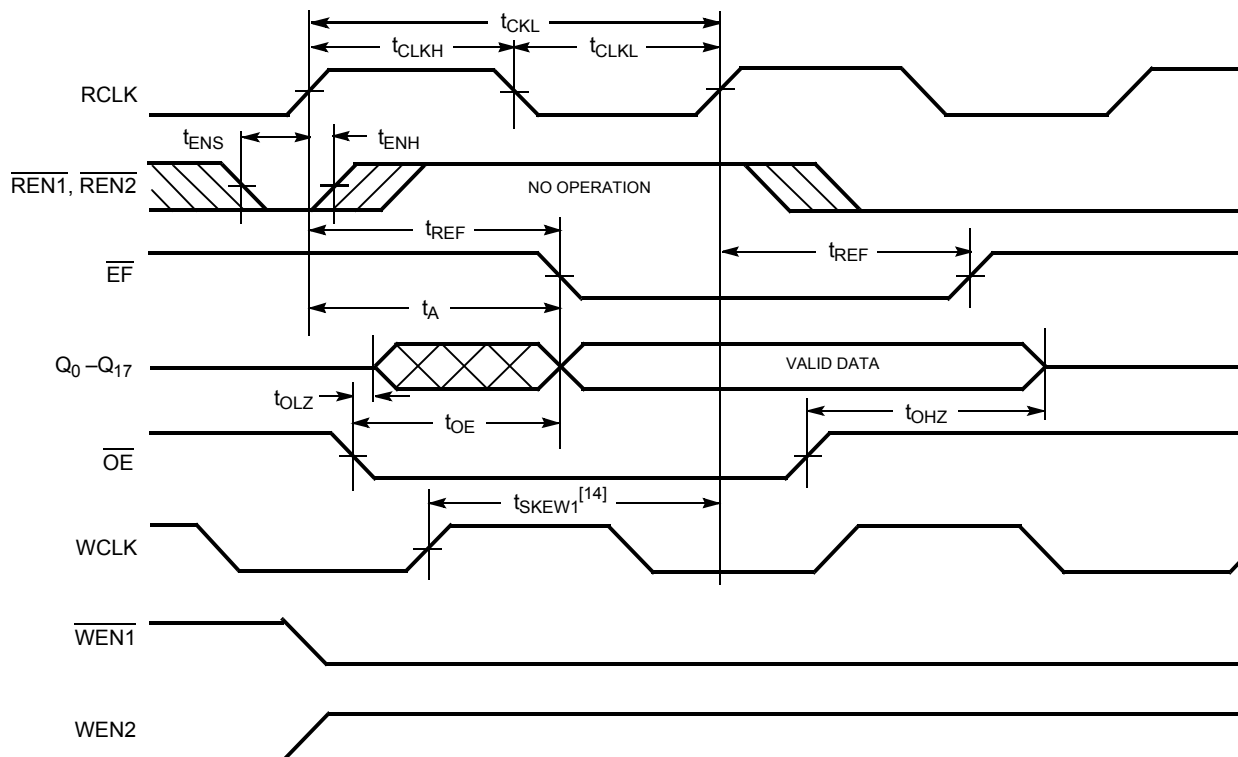 tCKL
tCLKH
tCLKL
RCLK
tENS
tENH
REN1, REN2
NO OPERATION
tREF
tREF
EF
tA
Q0 –Q17
VALID DATA
tOLZ
tOE
tOHZ
OE
tSKEW1[14]
WCLK
WEN1
WEN2